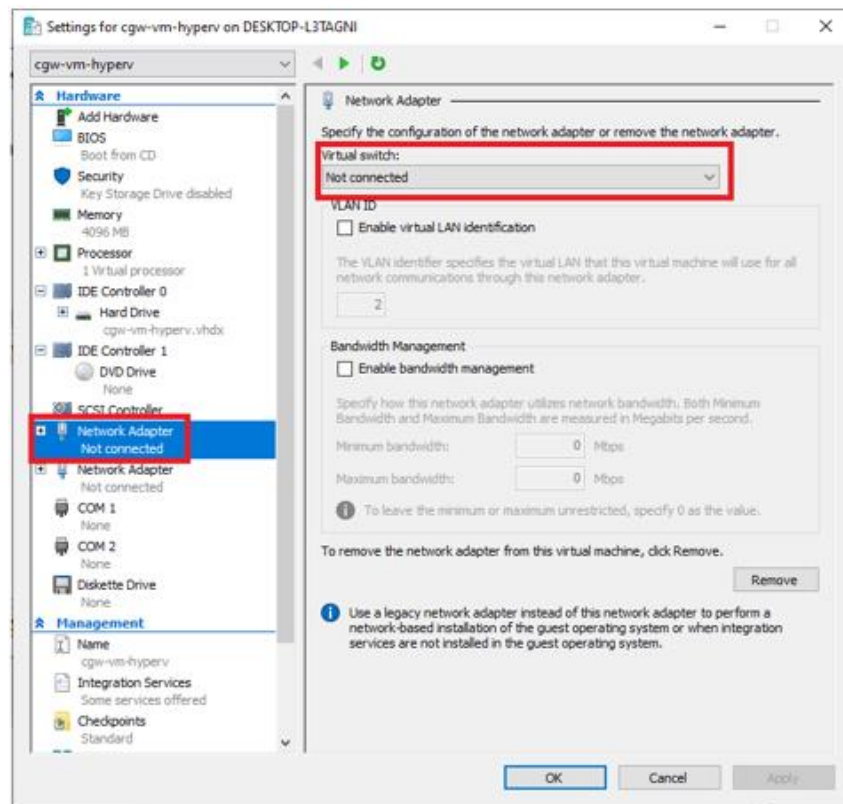 Settings for cgw-vm-hyperv on DESKTOP-L3TAGNI
cgw-vm-hyperv
Hardware
Add Hardware
BIOS
Boot from CD
Security
Key Storage Drive disabled
Memory
4096 MB
Processor
1 Virtual processor
IDE Controller 0
Hard Drive
cgw-vm-hyperv.vhdx
IDE Controller 1
DVD Drive
None
SCSI Controller
Network Adapter
Not connected
Network Adapter
Not connected
COM 1
None
COM 2
None
Diskette Drive
None
Management
Name
cgw-vm-hyperv
Integration Services
Some services offered
Checkpoints
Standard
Network Adapter
Specify the configuration of the network adapter or remove the network adapter.
Virtual switch:
Not connected
VLAN ID
Enable virtual LAN identification
The VLAN identifier specifies the virtual LAN that this virtual machine will use for all
network communications through this network adapter.
2
Bandwidth Management
Enable bandwidth management
Specify how this network adapter utilizes network bandwidth. Both Minimum
Bandwidth and Maximum Bandwidth are measured in Megabits per second.
Minimum bandwidth: 0 Mbps
Maximum bandwidth: 0 Mbps
To leave the minimum or maximum unrestricted, specify 0 as the value.
To remove the network adapter from this virtual machine, click Remove.
Remove
Use a legacy network adapter instead of this network adapter to perform a
network-based installation of the guest operating system or when integration
services are not installed in the guest operating system.
OK Cancel Apply